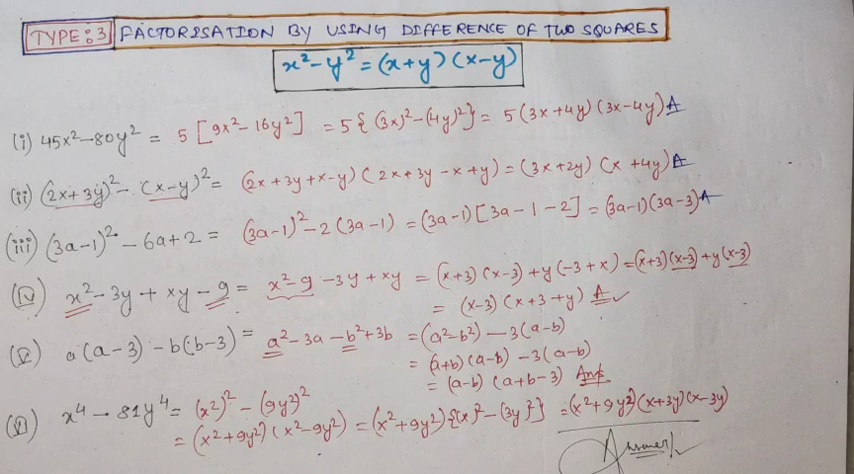 TYPE:3 FACTORISATION BY USING DIFFERENCE OF TWO SQUARES
x²-y² = (x+y) (x-y)
(i) 45x²-80y² = 5 [9x²-16y²] = 5{(3x)²-(4y)²} = 5(3x+4y)(3x-4y) A
(ii) (2x+3y)²-(x-y)² = (2x+3y+x-y)(2x+3y-x+y) = (3x+2y)(x+4y) A
(iii) (3a-1)²-6a+2 = (3a-1)²-2(3a-1) = (3a-1)[3a-1-2] = (3a-1)(3a-3) A
(iv) x²-3y+xy-9 = x²-9-3y+xy = (x+3)(x-3)+y(-3+x) = (x+3)(x-3)+y(x-3)
= (x-3)(x+3+y) A ✓
(v) a(a-3)-b(b-3) = a²-3a-b²+3b = (a²-b²)-3(a-b)
= (a+b)(a-b)-3(a-b)
= (a-b)(a+b-3) Ans
(vi) x⁴-81y⁴ = (x²)²-(9y²)²
= (x²+9y²)(x²-9y²) = (x²+9y²){(x)²-(3y)²} = (x²+9y²)(x+3y)(x-3y)
Answer